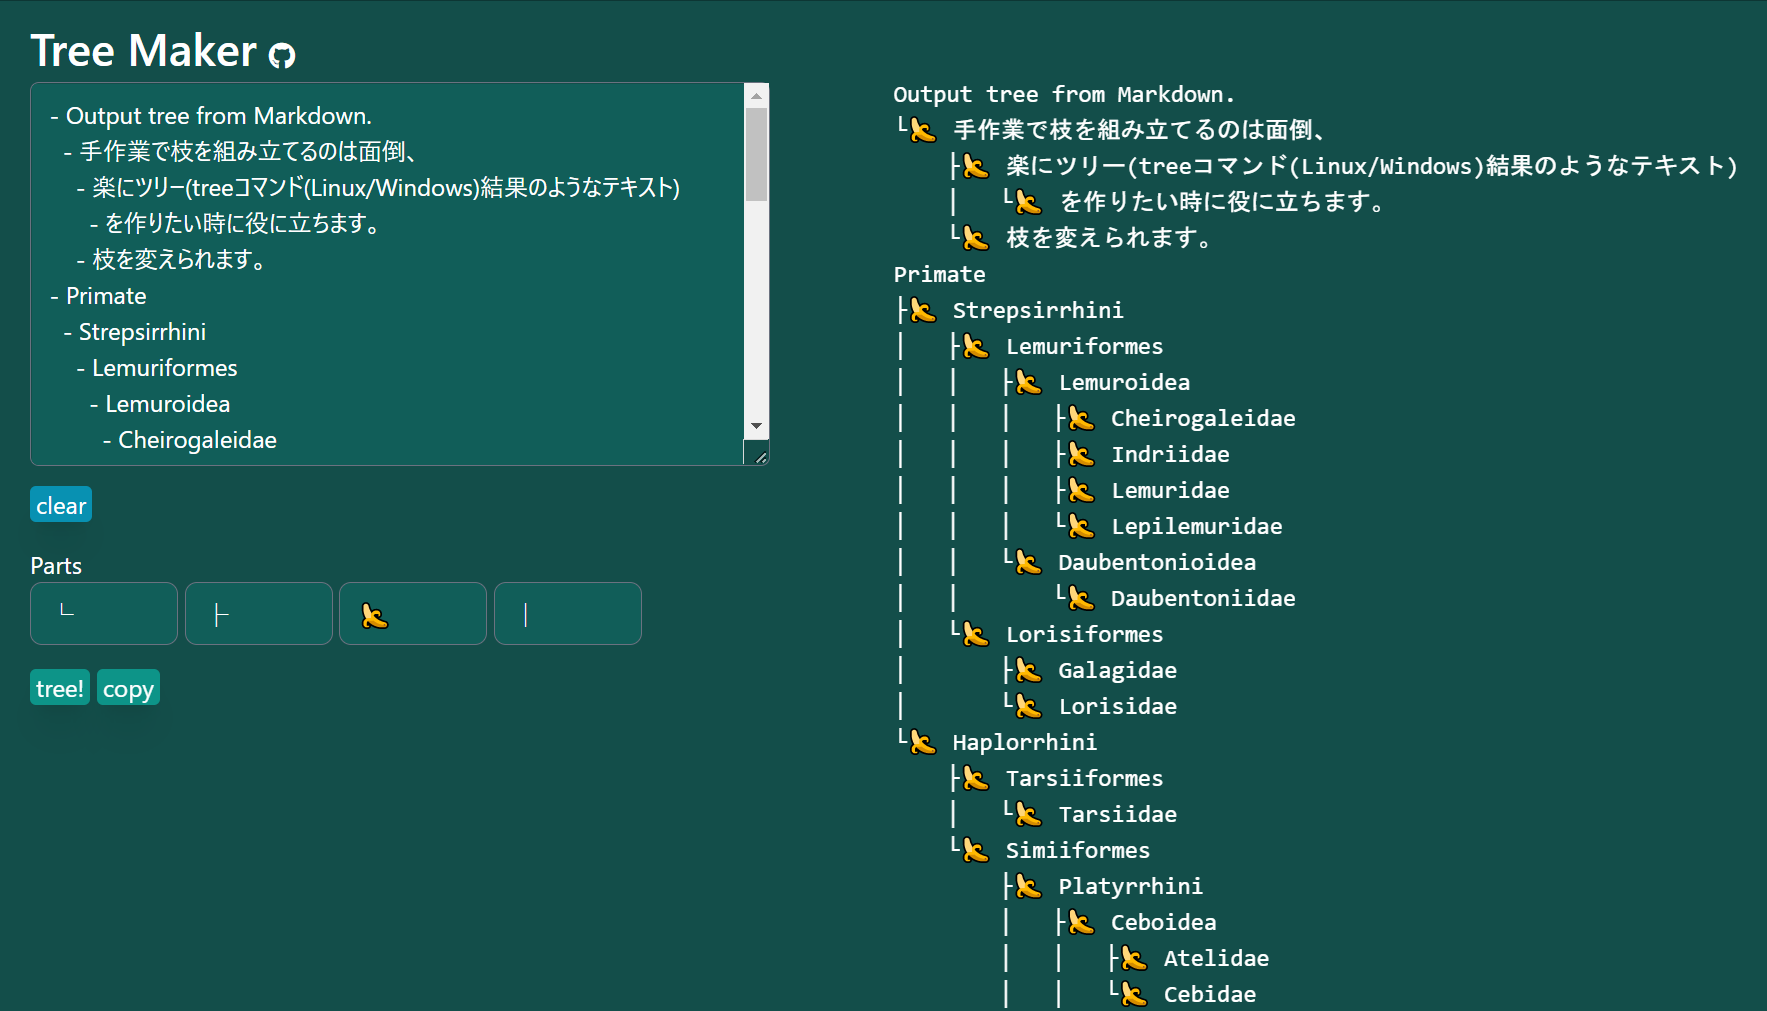 Tree Maker
- Output tree from Markdown.
- 手作業で枝を組み立てるのは面倒、
- 楽にツリー(treeコマンド(Linux/Windows)結果のようなテキスト)
- を作りたい時に役に立ちます。
- 枝を変えられます。
- Primate
- Strepsirrhini
- Lemuriformes
- Lemuroidea
- Cheirogaleidae
clear
Parts
└ ├ 🍌 │
tree! copy
Output tree from Markdown.
└🍌 手作業で枝を組み立てるのは面倒、
    ├🍌 楽にツリー(treeコマンド(Linux/Windows)結果のようなテキスト)
    │   └🍌 を作りたい時に役に立ちます。
    └🍌 枝を変えられます。
Primate
├🍌 Strepsirrhini
│   ├🍌 Lemuriformes
│   │   ├🍌 Lemuroidea
│   │   │   ├🍌 Cheirogaleidae
│   │   │   ├🍌 Indriidae
│   │   │   ├🍌 Lemuridae
│   │   │   └🍌 Lepilemuridae
│   │   └🍌 Daubentonioidea
│   │       └🍌 Daubentoniidae
│   └🍌 Lorisiformes
│       ├🍌 Galagidae
│       └🍌 Lorisidae
└🍌 Haplorrhini
    ├🍌 Tarsiiformes
    │   └🍌 Tarsiidae
    └🍌 Simiiformes
        ├🍌 Platyrrhini
        │   ├🍌 Ceboidea
        │   │   ├🍌 Atelidae
        │   │   └🍌 Cebidae